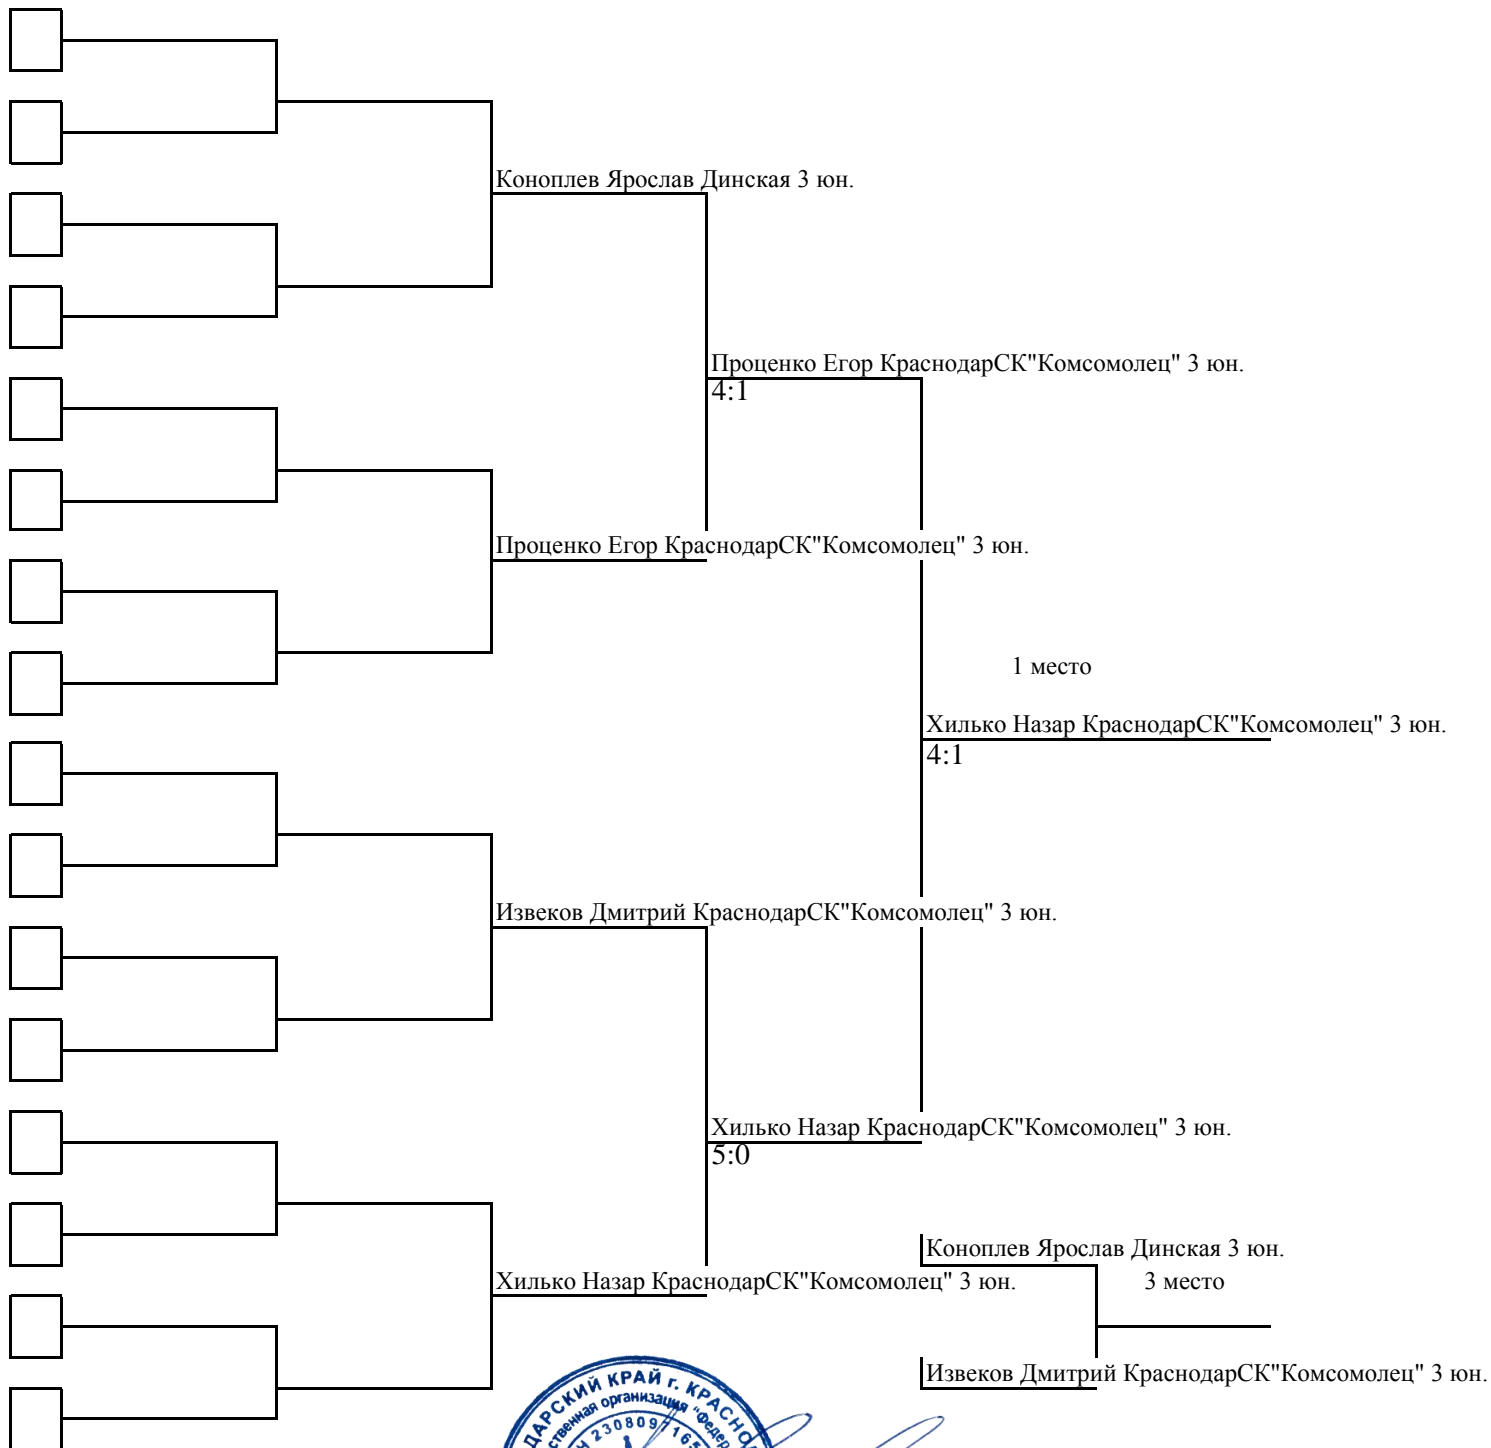 Коноплев Ярослав Динская 3 юн.
Проценко Егор КраснодарСК"Комсомолец" 3 юн.
4:1
Проценко Егор КраснодарСК"Комсомолец" 3 юн.
1 место
Хилько Назар КраснодарСК"Комсомолец" 3 юн.
4:1
Извеков Дмитрий КраснодарСК"Комсомолец" 3 юн.
Хилько Назар КраснодарСК"Комсомолец" 3 юн.
5:0
Коноплев Ярослав Динская 3 юн.
Хилько Назар КраснодарСК"Комсомолец" 3 юн.
3 место
Извеков Дмитрий КраснодарСК"Комсомолец" 3 юн.
КРАЙ г.
организация